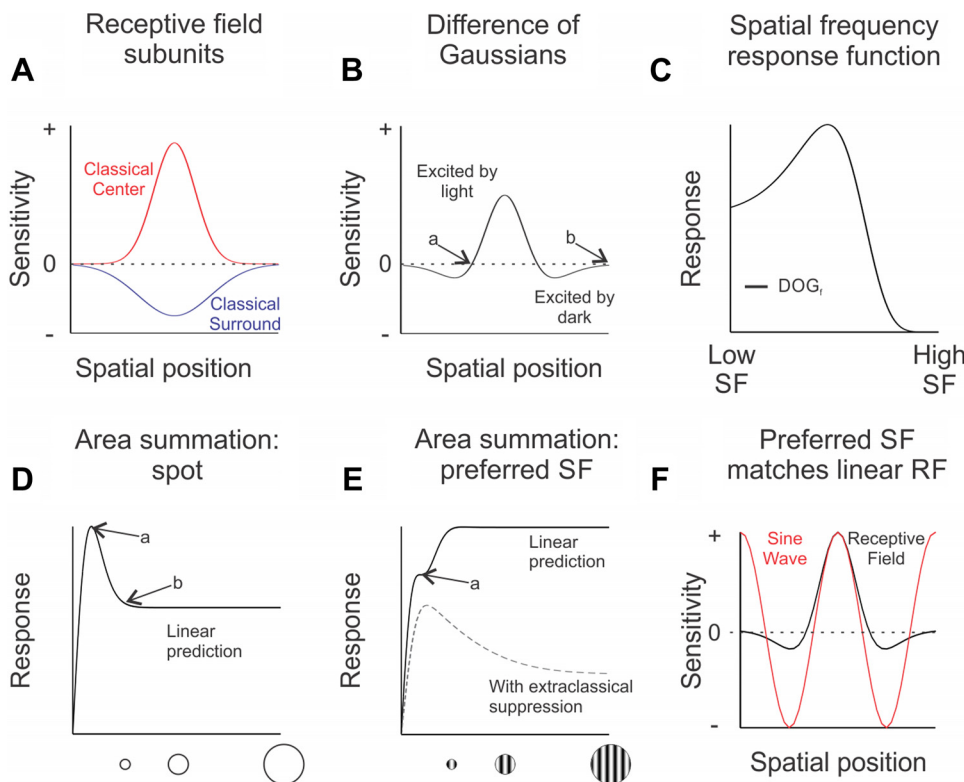 Receptive field
subunits
A
+
Classical
Center
0
Classical
Surround
-
Sensitivity
Spatial position
Difference of
Gaussians
B
+
Excited by
light
a
b
0
Excited by
dark
-
Sensitivity
Spatial position
Spatial frequency
response function
C
Response
DOGf
Low
SF
High
SF
Area summation:
spot
D
a
b
Linear
prediction
Response
Area summation:
preferred SF
E
Linear
prediction
a
With extraclassical
suppression
Response
Preferred SF
matches linear RF
F
+
Sine
Wave
Receptive
Field
0
-
Sensitivity
Spatial position